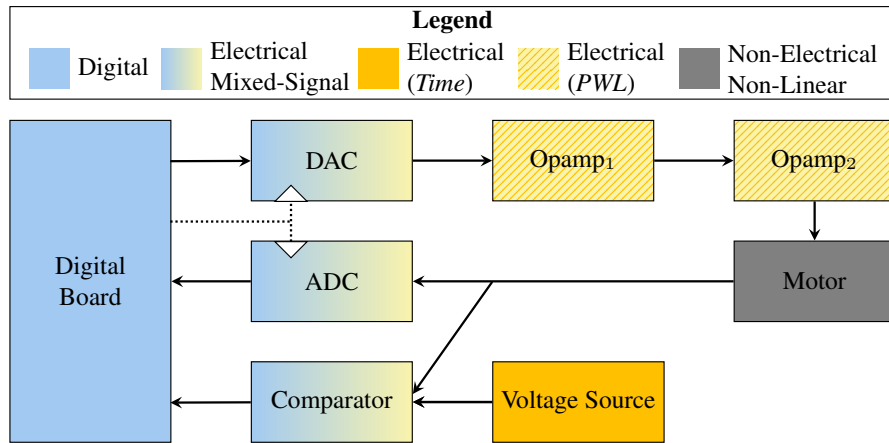 Legend
Digital
Electrical
Mixed-Signal
Electrical
(Time)
Electrical
(PWL)
Non-Electrical
Non-Linear
Digital
Board
DAC
Opamp₁
Opamp₂
ADC
Motor
Comparator
Voltage Source